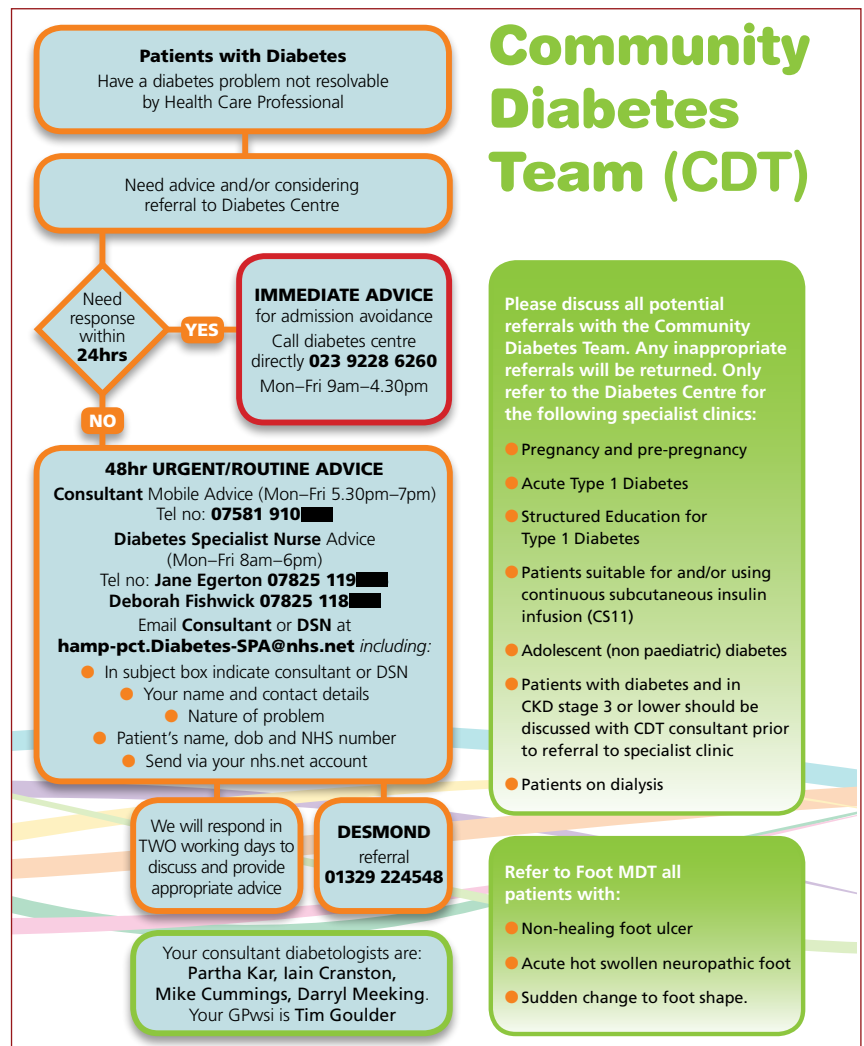 Community
Diabetes
Team (CDT)
Patients with Diabetes
Have a diabetes problem not resolvable
by Health Care Professional
Need advice and/or considering
referral to Diabetes Centre
Need
response
within
24hrs
YES
IMMEDIATE ADVICE
for admission avoidance
Call diabetes centre
directly 023 9228 6260
Mon–Fri 9am–4.30pm
NO
48hr URGENT/ROUTINE ADVICE
Consultant Mobile Advice (Mon–Fri 5.30pm–7pm)
Tel no: 07581 910
Diabetes Specialist Nurse Advice
(Mon–Fri 8am–6pm)
Tel no: Jane Egerton 07825 119
Deborah Fishwick 07825 118
Email Consultant or DSN at
hamp-pct.Diabetes-SPA@nhs.net including:
● In subject box indicate consultant or DSN
● Your name and contact details
● Nature of problem
● Patient's name, dob and NHS number
● Send via your nhs.net account
We will respond in
TWO working days to
discuss and provide
appropriate advice
DESMOND
referral
01329 224548
Your consultant diabetologists are:
Partha Kar, Iain Cranston,
Mike Cummings, Darryl Meeking.
Your GPwsi is Tim Goulder
Please discuss all potential
referrals with the Community
Diabetes Team. Any inappropriate
referrals will be returned. Only
refer to the Diabetes Centre for
the following specialist clinics:
● Pregnancy and pre-pregnancy
● Acute Type 1 Diabetes
● Structured Education for
Type 1 Diabetes
● Patients suitable for and/or using
continuous subcutaneous insulin
infusion (CS11)
● Adolescent (non paediatric) diabetes
● Patients with diabetes and in
CKD stage 3 or lower should be
discussed with CDT consultant prior
to referral to specialist clinic
● Patients on dialysis
Refer to Foot MDT all
patients with:
● Non-healing foot ulcer
● Acute hot swollen neuropathic foot
● Sudden change to foot shape.